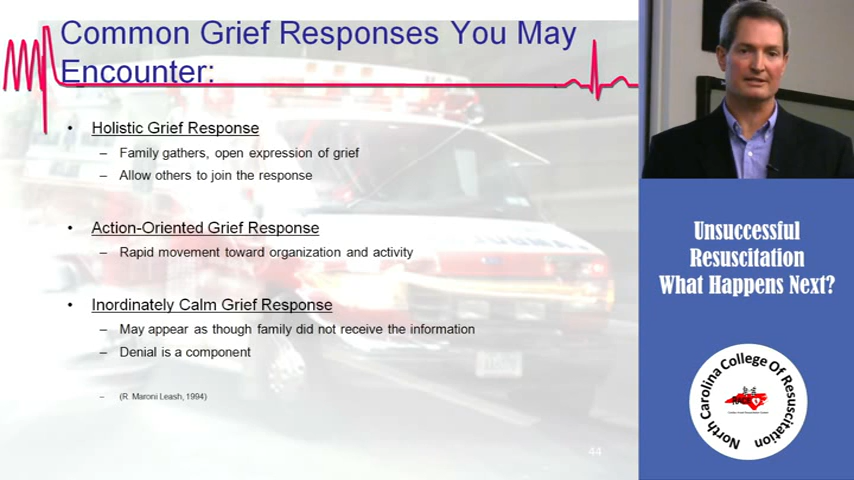 Common Grief Responses You May
Encounter:
• Holistic Grief Response
– Family gathers, open expression of grief
– Allow others to join the response
• Action-Oriented Grief Response
– Rapid movement toward organization and activity
• Inordinately Calm Grief Response
– May appear as though family did not receive the information
– Denial is a component
– (R. Maroni Leash, 1994)
44
Unsuccessful
Resuscitation
What Happens Next?
North Carolina College Of Resuscitation